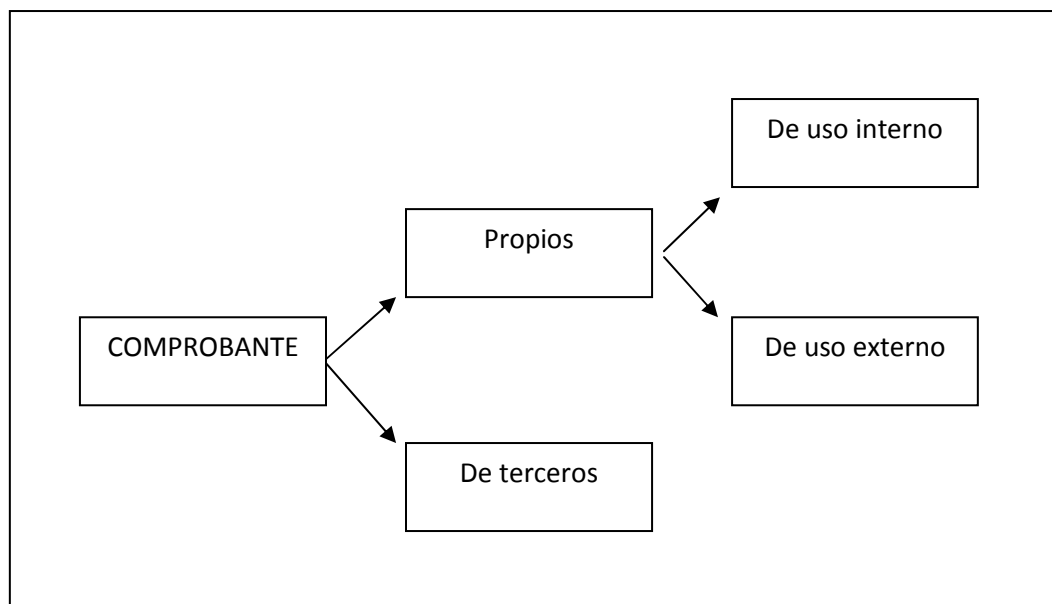 De uso interno
Propios
COMPROBANTE
De uso externo
De terceros